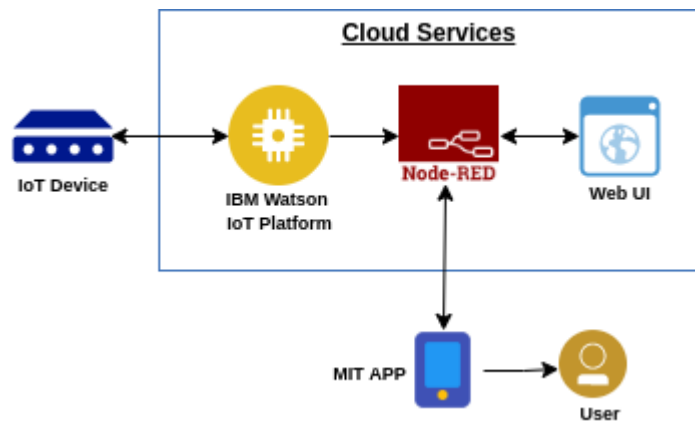 Cloud Services
IoT Device
IBM Watson
IoT Platform
Node-RED
Web UI
MIT APP
User